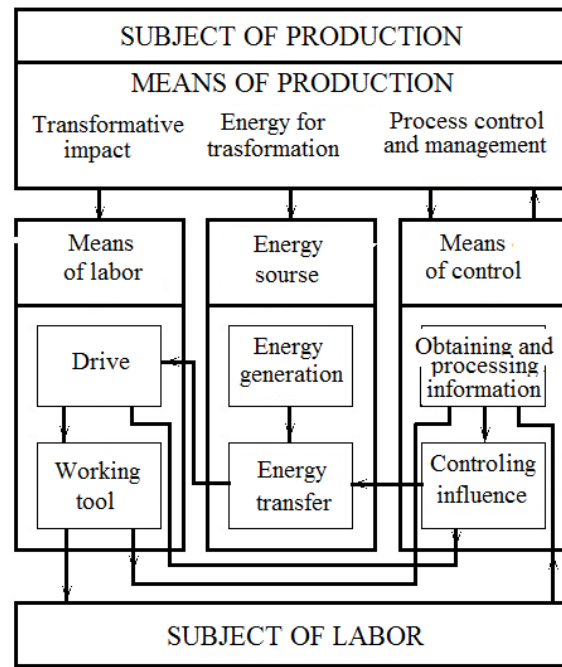 SUBJECT OF PRODUCTION
MEANS OF PRODUCTION
Transformative
impact
Energy for
trasformation
Process control
and management
Means
of labor
Energy
sourse
Means
of control
Drive
Energy
generation
Obtaining and
processing
information
Working
tool
Energy
transfer
Controling
influence
SUBJECT OF LABOR